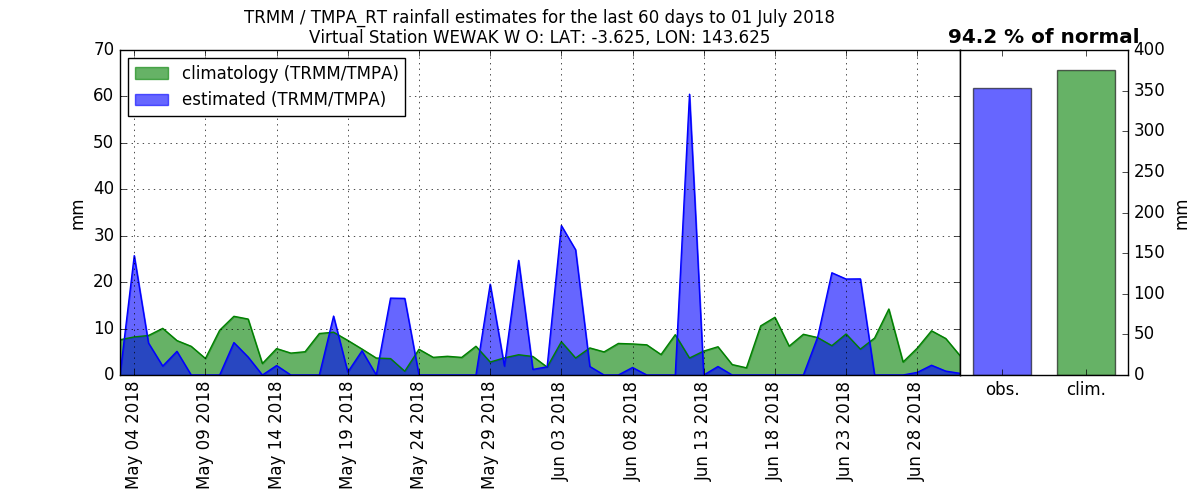 TRMM / TMPA_RT rainfall estimates for the last 60 days to 01 July 2018
Virtual Station WEWAK W O: LAT: -3.625, LON: 143.625
94.2 % of normal
climatology (TRMM/TMPA)
estimated (TRMM/TMPA)
mm
70
60
50
40
30
20
10
0
May 04 2018
May 09 2018
May 14 2018
May 19 2018
May 24 2018
May 29 2018
Jun 03 2018
Jun 08 2018
Jun 13 2018
Jun 18 2018
Jun 23 2018
Jun 28 2018
obs.
clim.
400
350
300
250
200
150
100
50
0
mm